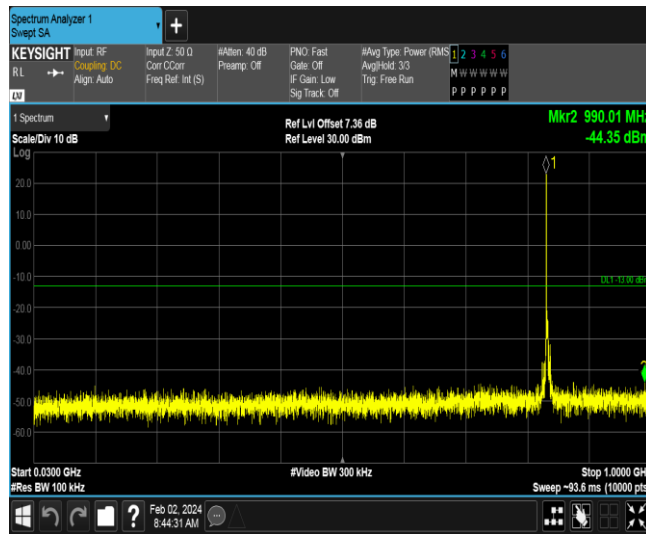 Spectrum Analyzer 1
Swept SA
KEYSIGHT
RL
LXI
Input: RF
Coupling: DC
Align: Auto
Input Z: 50 Ω
Corr CCorr
Freq Ref: Int (S)
#Atten: 40 dB
Preamp: Off
PNO: Fast
Gate: Off
IF Gain: Low
Sig Track: Off
#Avg Type: Power (RMS
Avg|Hold: 3/3
Trig: Free Run
1 2 3 4 5 6
M W W W W W
P P P P P P
1 Spectrum
Scale/Div 10 dB
Ref Lvl Offset 7.36 dB
Ref Level 30.00 dBm
Mkr2 990.01 MHz
-44.35 dBm
Log
1
20.0
10.0
0.00
-10.0
DL1 -13.00 dBm
-20.0
-30.0
-40.0
-50.0
-60.0
Start 0.0300 GHz
#Res BW 100 kHz
#Video BW 300 kHz
Stop 1.0000 GH
Sweep ~93.6 ms (10000 pts
?
Feb 02, 2024
8:44:31 AM